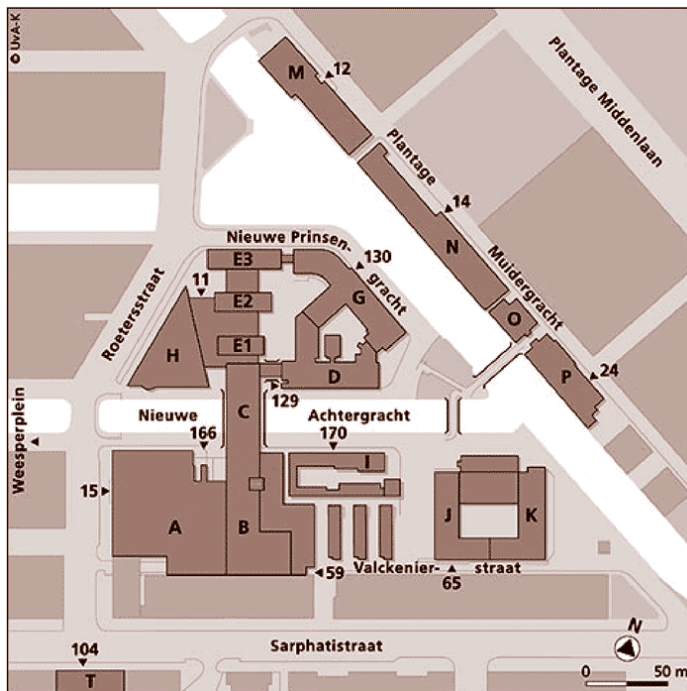 © UvA-K
M
12
Plantage Middenlaan
Plantage
14
N
Muidergracht
Nieuwe Prinsen-
gracht
130
E3
11
E2
G
Roetersstraat
O
E1
H
D
P
24
129
C
Nieuwe
Achtergracht
Weesperplein
166
170
I
15
A
B
J
K
59
Valckenier-
straat
65
N
Sarphatistraat
104
T
0 50 m